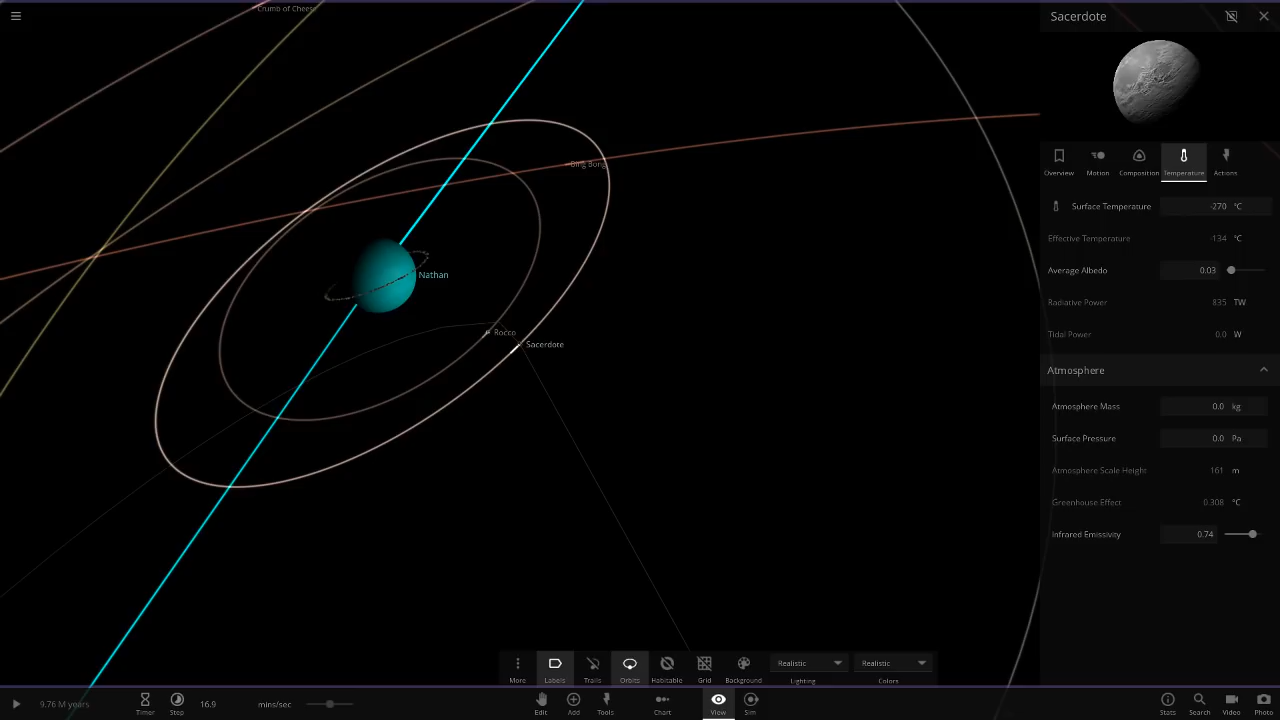 Crumb of Cheese
Sacerdote
Bing Bong
Nathan
Rocco
Sacerdote
Overview Motion Composition Temperature Actions
Surface Temperature -270 °C
Effective Temperature -134 °C
Average Albedo 0.03
Radiative Power 835 TW
Tidal Power 0.0 W
Atmosphere
Atmosphere Mass 0.0 kg
Surface Pressure 0.0 Pa
Atmosphere Scale Height 161 m
Greenhouse Effect 0.308 °C
Infrared Emissivity 0.74
More Labels Trails Orbits Habitable Grid Background
Realistic Realistic
Lighting Colors
9.76 M years Timer Step 16.9 mins/sec
Edit Add Tools Chart View Sim
Stats Search Video Photo